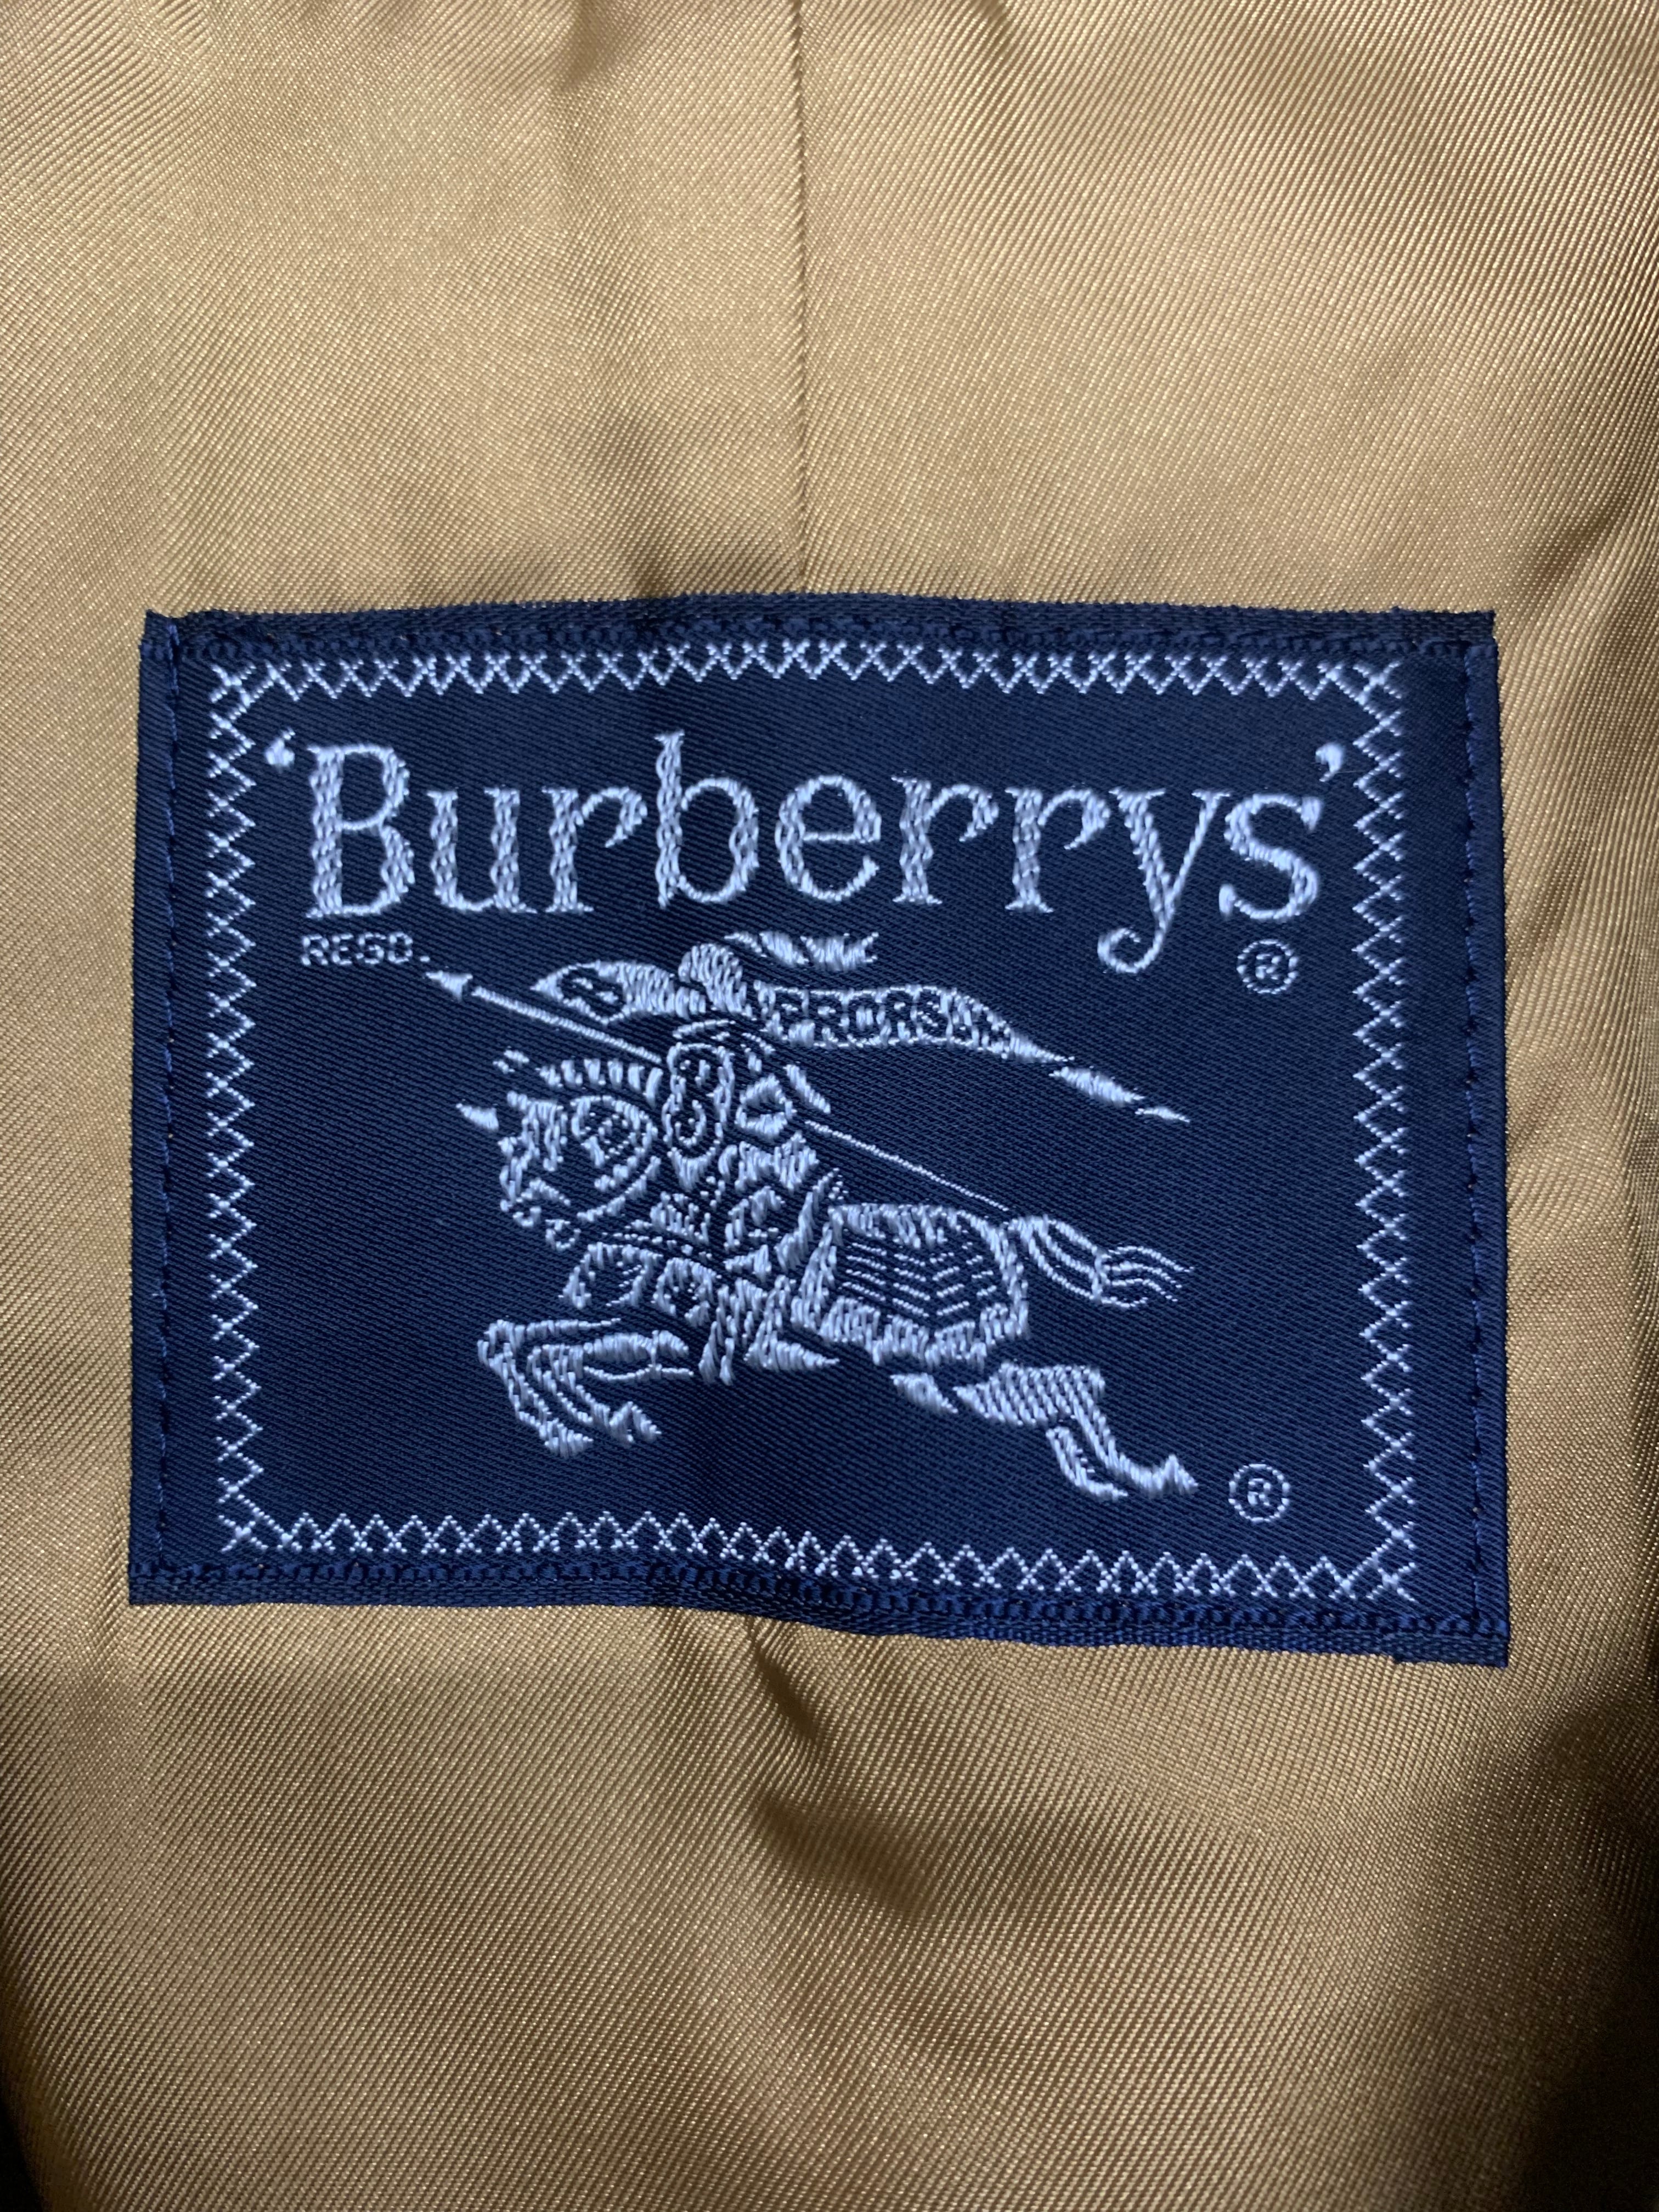 'Burberrys'
REGD. ®
B PRORSUM
®